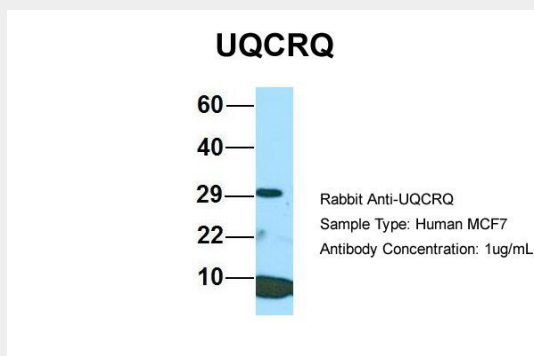 UQCRQ
60
40
29
22
10
Rabbit Anti-UQCRQ
Sample Type: Human MCF7
Antibody Concentration: 1ug/mL